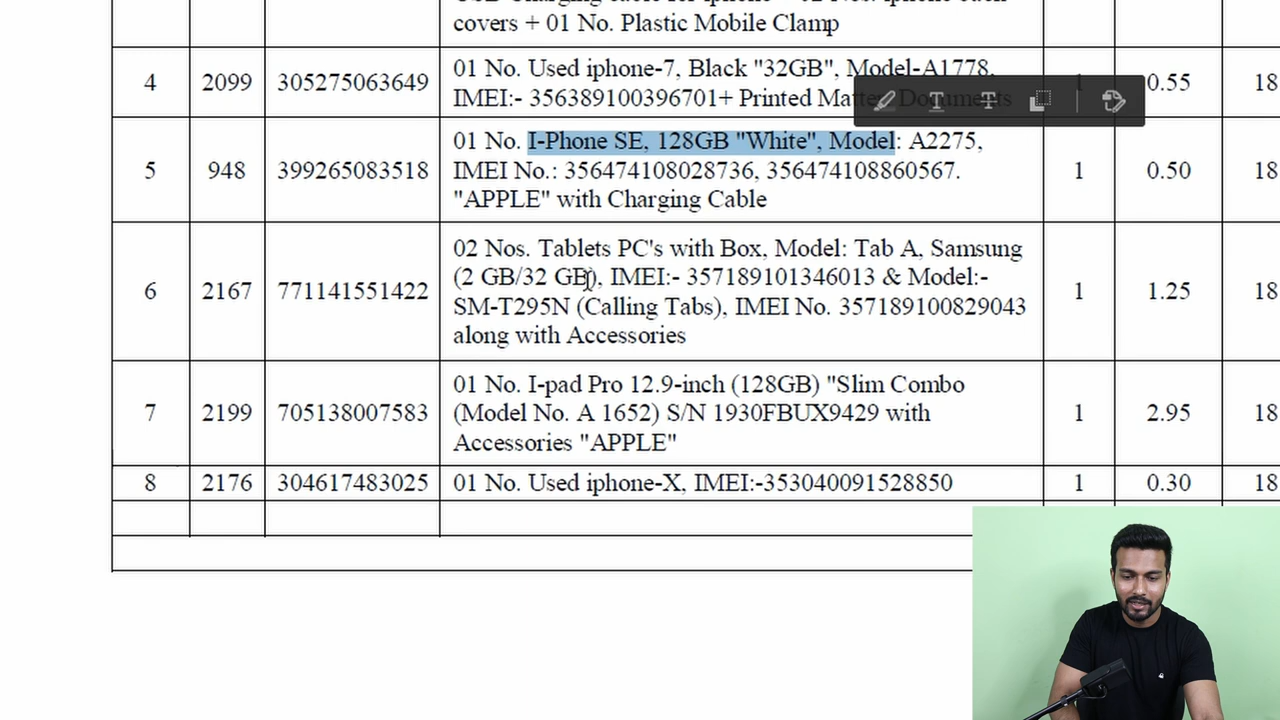 covers + 01 No. Plastic Mobile Clamp
4 2099 305275063649 01 No. Used iphone-7, Black "32GB", Model-A1778, IMEI:- 356389100396701+ Printed Matter Documents 1 0.55 18
5 948 399265083518 01 No. I-Phone SE, 128GB "White", Model: A2275,
IMEI No.: 356474108028736, 356474108860567.
"APPLE" with Charging Cable 1 0.50 18
6 2167 771141551422 02 Nos. Tablets PC's with Box, Model: Tab A, Samsung
(2 GB/32 GB), IMEI:- 357189101346013 & Model:-
SM-T295N (Calling Tabs), IMEI No. 357189100829043
along with Accessories 1 1.25 18
7 2199 705138007583 01 No. I-pad Pro 12.9-inch (128GB) "Slim Combo
(Model No. A 1652) S/N 1930FBUX9429 with
Accessories "APPLE" 1 2.95 18
8 2176 304617483025 01 No. Used iphone-X, IMEI:-353040091528850 1 0.30 18